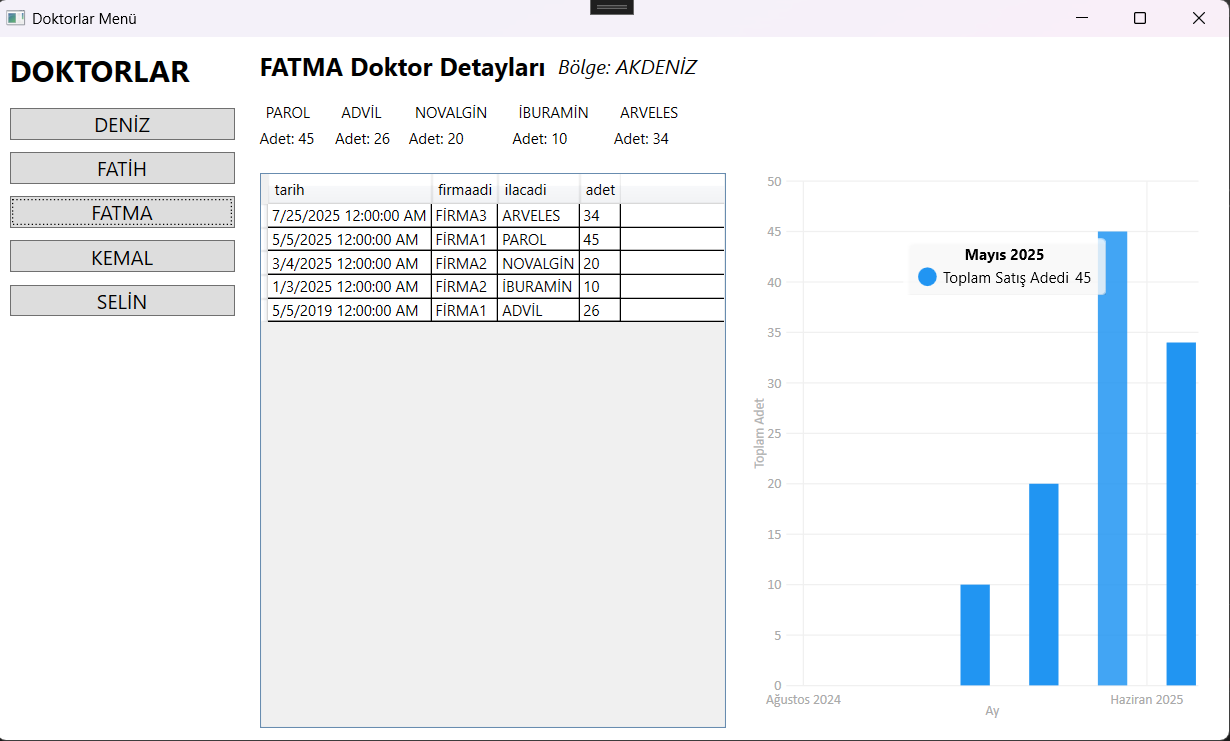 Doktorlar Menü
DOKTORLAR
DENİZ
FATİH
FATMA
KEMAL
SELİN
FATMA Doktor Detayları Bölge: AKDENİZ
PAROL ADVİL NOVALGİN İBURAMİN ARVELES
Adet: 45 Adet: 26 Adet: 20 Adet: 10 Adet: 34
tarih firmaadi ilacadi adet
7/25/2025 12:00:00 AM FİRMA3 ARVELES 34
5/5/2025 12:00:00 AM FİRMA1 PAROL 45
3/4/2025 12:00:00 AM FİRMA2 NOVALGİN 20
1/3/2025 12:00:00 AM FİRMA2 İBURAMİN 10
5/5/2019 12:00:00 AM FİRMA1 ADVİL 26
50
45
40
35
30
25
20
15
10
5
0
Toplam Adet
Mayıs 2025
Toplam Satış Adedi 45
Ağustos 2024 Haziran 2025
Ay